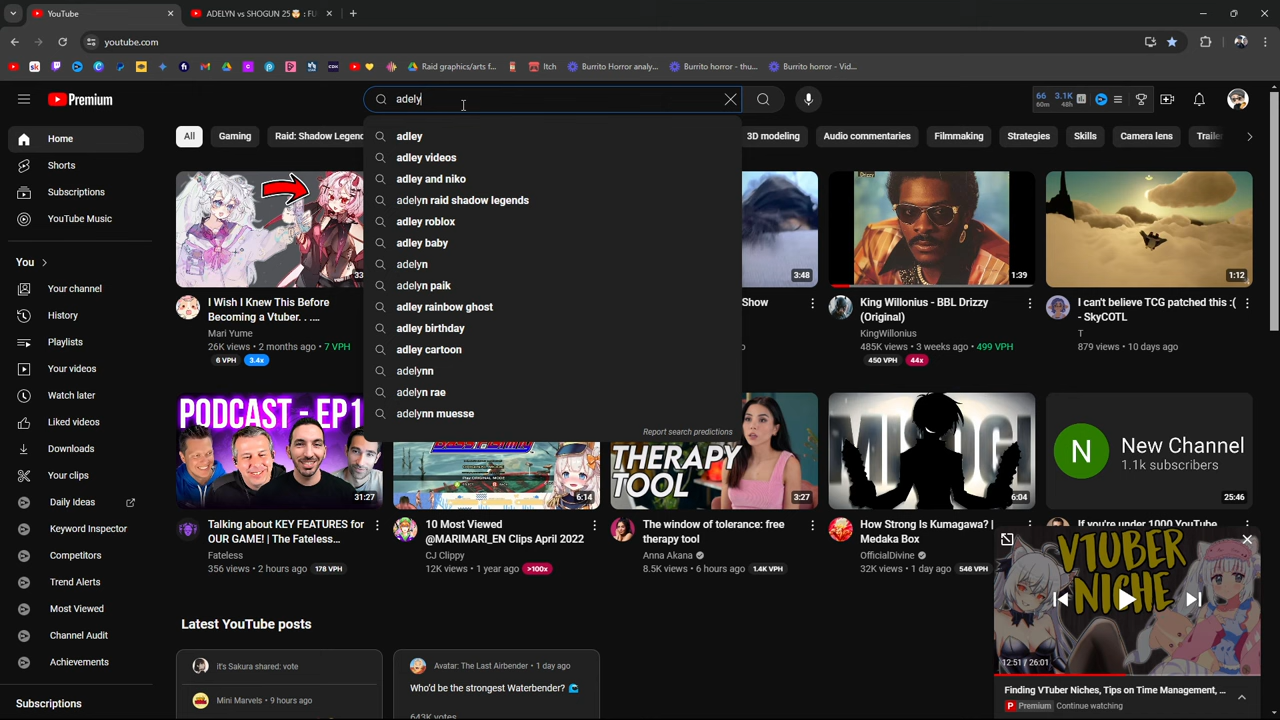 YouTube
ADELYN vs SHOGUN 25🤯 : FU
youtube.com
Raid graphics/arts f...
Itch
Burrito Horror analy...
Burrito horror - thu...
Burrito horror - Vid...
Premium
adely
66
60m
3.1K
48h
Home
Shorts
Subscriptions
YouTube Music
You
Your channel
History
Playlists
Your videos
Watch later
Liked videos
Downloads
Your clips
Daily Ideas
Keyword Inspector
Competitors
Trend Alerts
Most Viewed
Channel Audit
Achievements
Subscriptions
All
Gaming
Raid: Shadow Legend
3D modeling
Audio commentaries
Filmmaking
Strategies
Skills
Camera lens
Trailer
adley
adley videos
adley and niko
adelyn raid shadow legends
adley roblox
adley baby
adelyn
adelyn paik
adley rainbow ghost
adley birthday
adley cartoon
adelynn
adelyn rae
adelynn muesse
Report search predictions
33
I Wish I Knew This Before
Becoming a Vtuber. . ...
Mari Yume
26K views • 2 months ago • 7 VPH
6 VPH
3.4x
3:48
Show
1:39
King Willonius - BBL Drizzy
(Original)
KingWillonius
485K views • 3 weeks ago • 499 VPH
450 VPH
44x
1:12
I can't believe TCG patched this :(
- SkyCOTL
T
879 views • 10 days ago
PODCAST - EP1
31:27
Talking about KEY FEATURES for
OUR GAME! | The Fateless...
Fateless
356 views • 2 hours ago
178 VPH
6:14
10 Most Viewed
@MARIMARI_EN Clips April 2022
CJ Clippy
12K views • 1 year ago
>100x
THERAPY
TOOL
3:27
The window of tolerance: free
therapy tool
Anna Akana
8.5K views • 6 hours ago
1.4K VPH
MISOGI
6:04
How Strong Is Kumagawa? |
Medaka Box
OfficialDivine
32K views • 1 day ago
546 VPH
N
New Channel
1.1k subscribers
25:46
If you're under 1000 YouTube
VTUBER
NICHE
12:51 / 26:01
Finding VTuber Niches, Tips on Time Management, ...
P Premium Continue watching
Latest YouTube posts
it's Sakura shared: vote
Mini Marvels • 9 hours ago
Avatar: The Last Airbender • 1 day ago
Who'd be the strongest Waterbender? 🌊
643K votes